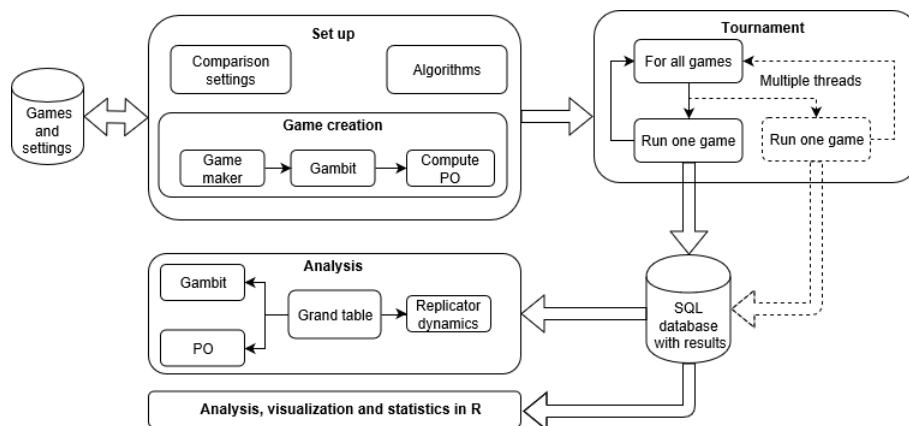 Set up
Comparison
settings
Algorithms
Games
and
settings
Game creation
Game
maker
Gambit
Compute
PO
Tournament
For all games
Multiple threads
Run one game
Run one game
Analysis
Gambit
Grand table
Replicator
dynamics
PO
SQL
database
with results
Analysis, visualization and statistics in R